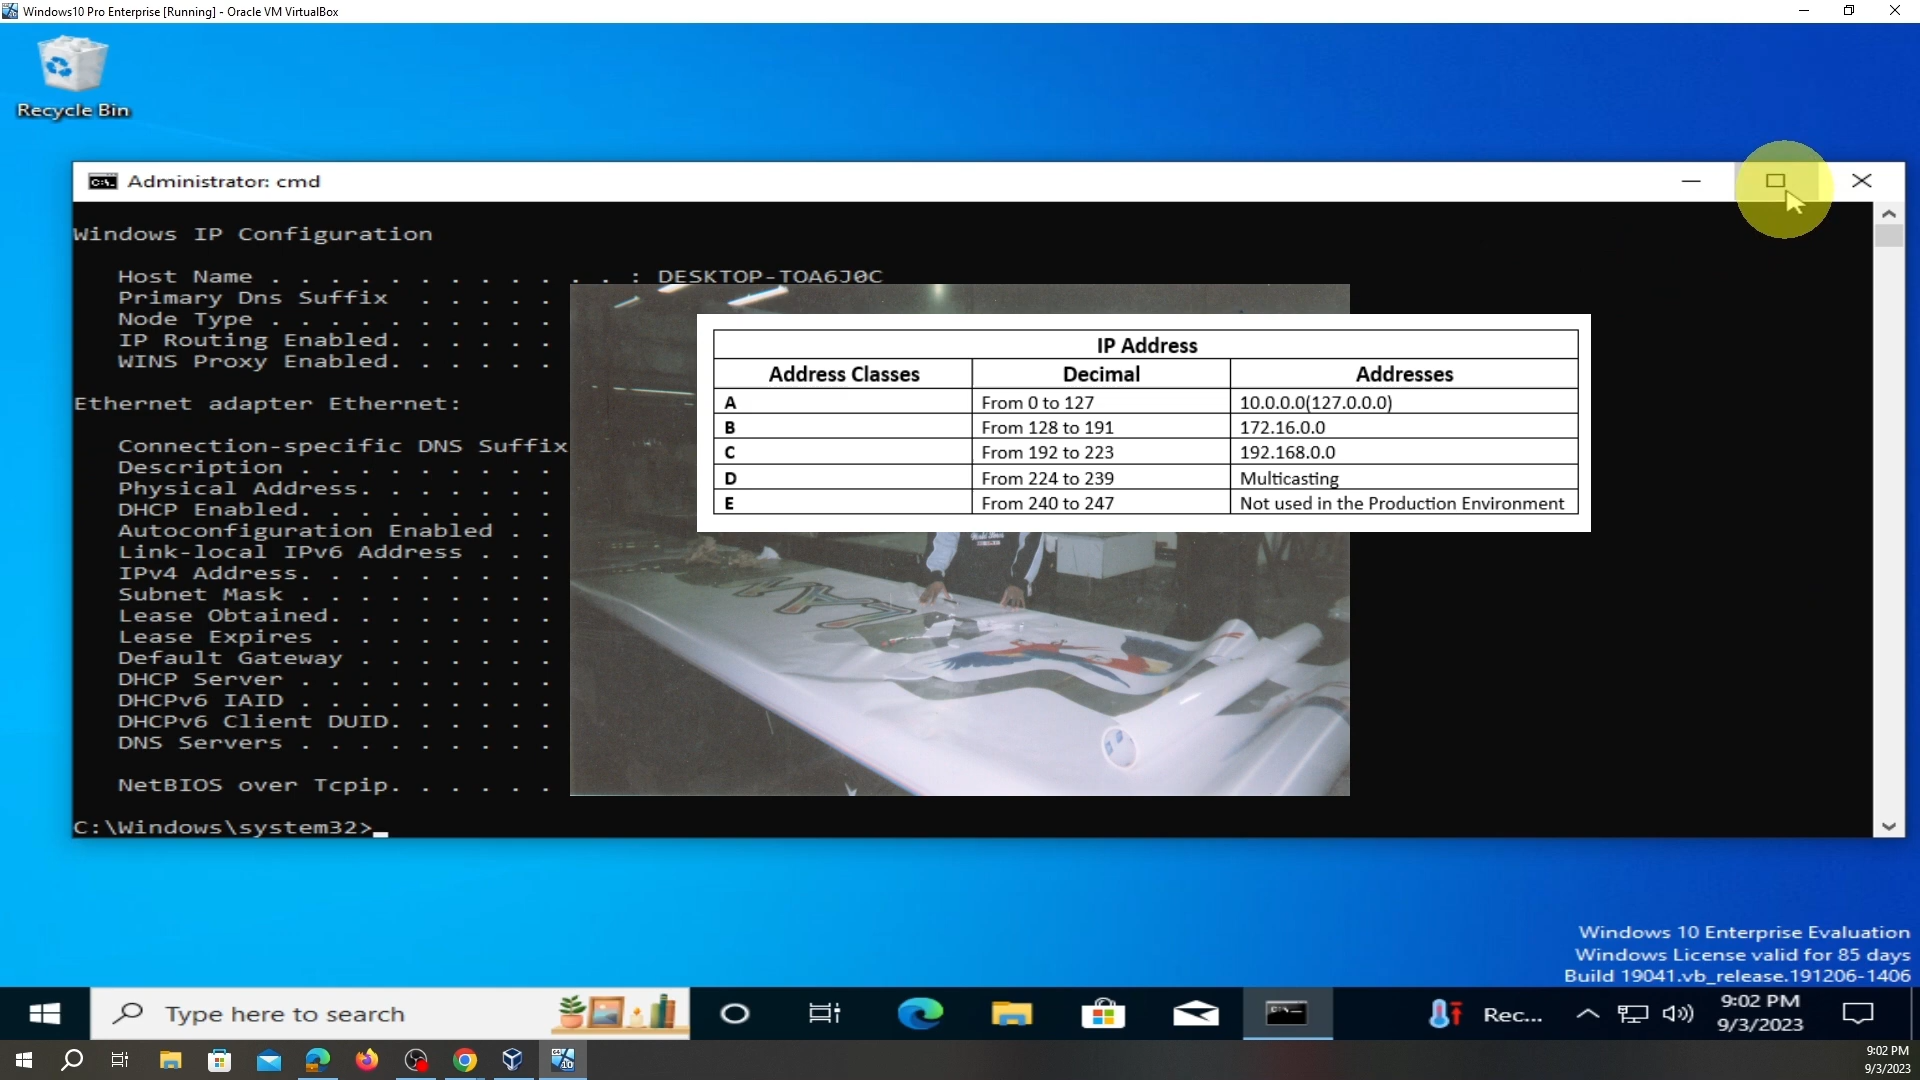 Windows10 Pro Enterprise [Running] - Oracle VM VirtualBox
Recycle Bin
Administrator: cmd
Windows IP Configuration
Host Name . . . . . . . . . . . . : DESKTOP-TOA6J0C
Primary Dns Suffix . . . . .
Node Type . . . . . . . . . .
IP Routing Enabled. . . . . .
WINS Proxy Enabled. . . . . .
Ethernet adapter Ethernet:
Connection-specific DNS Suffix
Description . . . . . . . . .
Physical Address. . . . . . .
DHCP Enabled. . . . . . . . .
Autoconfiguration Enabled . .
Link-local IPv6 Address . . .
IPv4 Address. . . . . . . . .
Subnet Mask . . . . . . . . .
Lease Obtained. . . . . . . .
Lease Expires . . . . . . . .
Default Gateway . . . . . . .
DHCP Server . . . . . . . . .
DHCPv6 IAID . . . . . . . . .
DHCPv6 Client DUID. . . . . .
DNS Servers . . . . . . . . .
NetBIOS over Tcpip. . . . . .
C:\Windows\system32>
IP Address
Address Classes Decimal Addresses
A From 0 to 127 10.0.0.0(127.0.0.0)
B From 128 to 191 172.16.0.0
C From 192 to 223 192.168.0.0
D From 224 to 239 Multicasting
E From 240 to 247 Not used in the Production Environment
Windows 10 Enterprise Evaluation
Windows License valid for 85 days
Build 19041.vb_release.191206-1406
Type here to search
Rec...
9:02 PM
9/3/2023
9:02 PM
9/3/2023